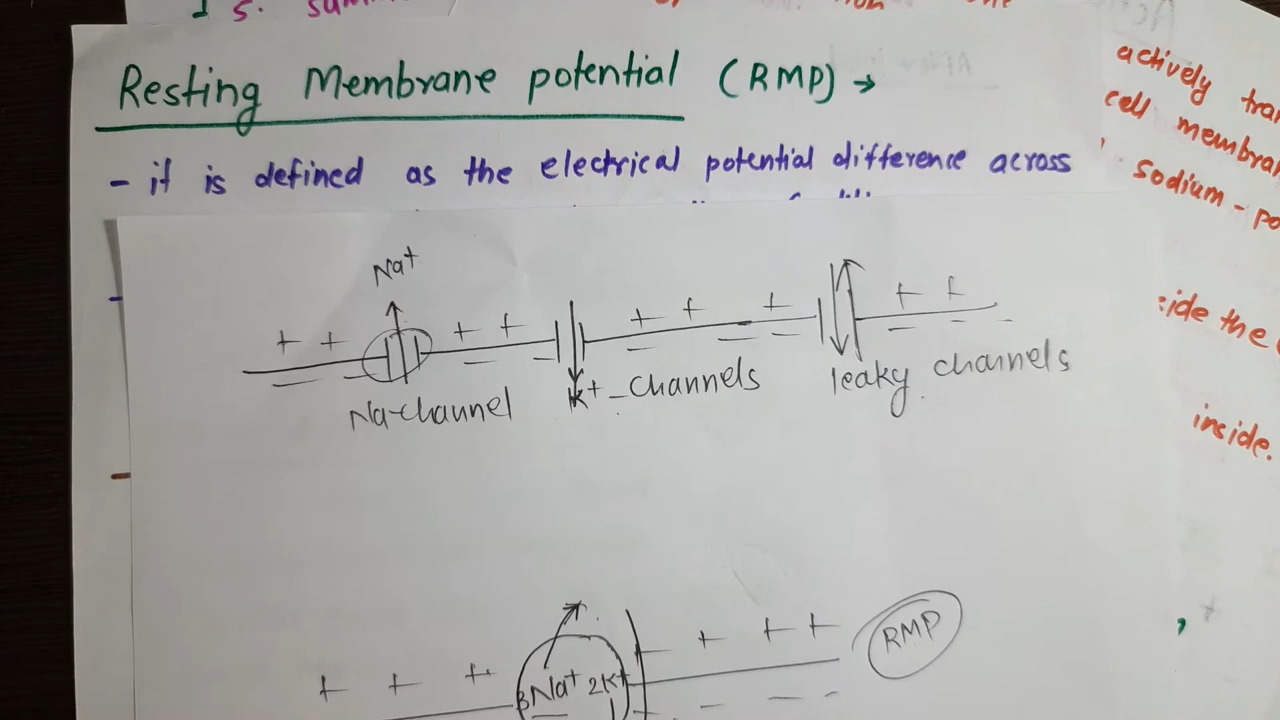 Resting Membrane potential (RMP) →
- it is defined as the electrical potential difference across
actively
cell
Sodium - po
side the
inside.
Na+
+ + + + + + + + +
Na-channel
K+-channels
leaky channels
RMP
+ + + + + + +
3Na+ 2K+